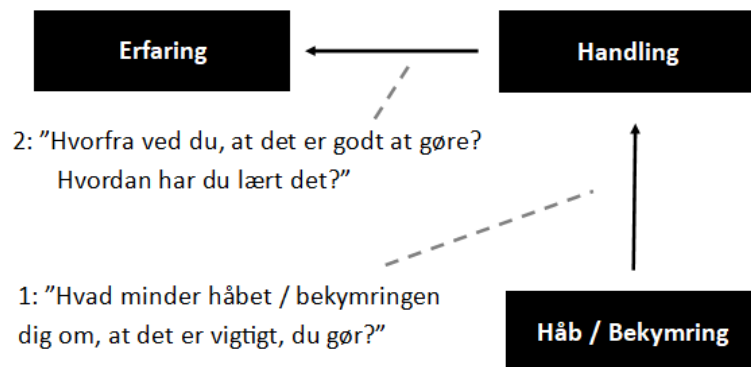 Erfaring
Handling
2: ”Hvorfra ved du, at det er godt at gøre?
Hvordan har du lært det?”
1: ”Hvad minder håbet / bekymringen
dig om, at det er vigtigt, du gør?”
Håb / Bekymring